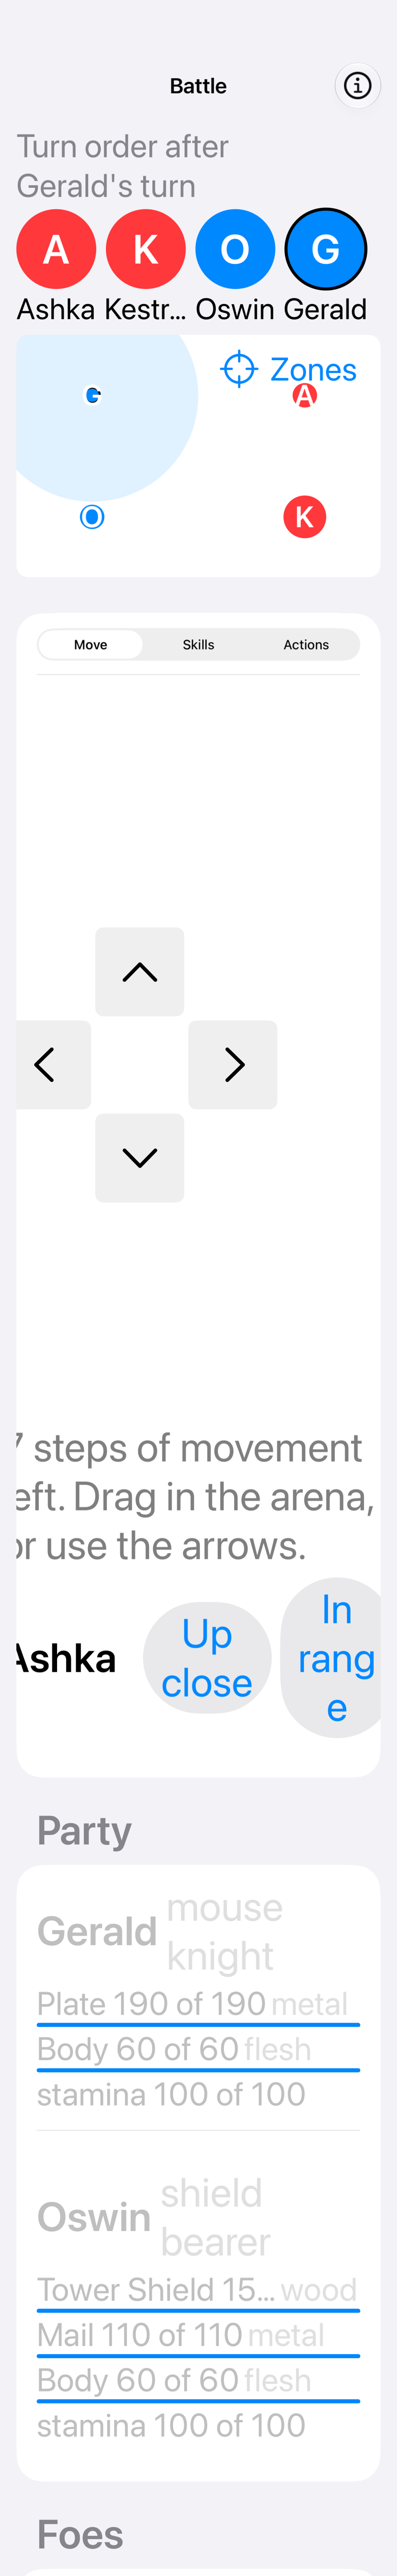 Battle
Turn order after
Gerald's turn
A K O G
Ashka Kestr... Oswin Gerald
Zones
G
A
O
K
Move Skills Actions
7 steps of movement
eft. Drag in the arena,
or use the arrows.
Ashka
Up
close
In
rang
e
Party
Gerald
mouse
knight
Plate 190 of 190 metal
Body 60 of 60 flesh
stamina 100 of 100
Oswin
shield
bearer
Tower Shield 15... wood
Mail 110 of 110 metal
Body 60 of 60 flesh
stamina 100 of 100
Foes